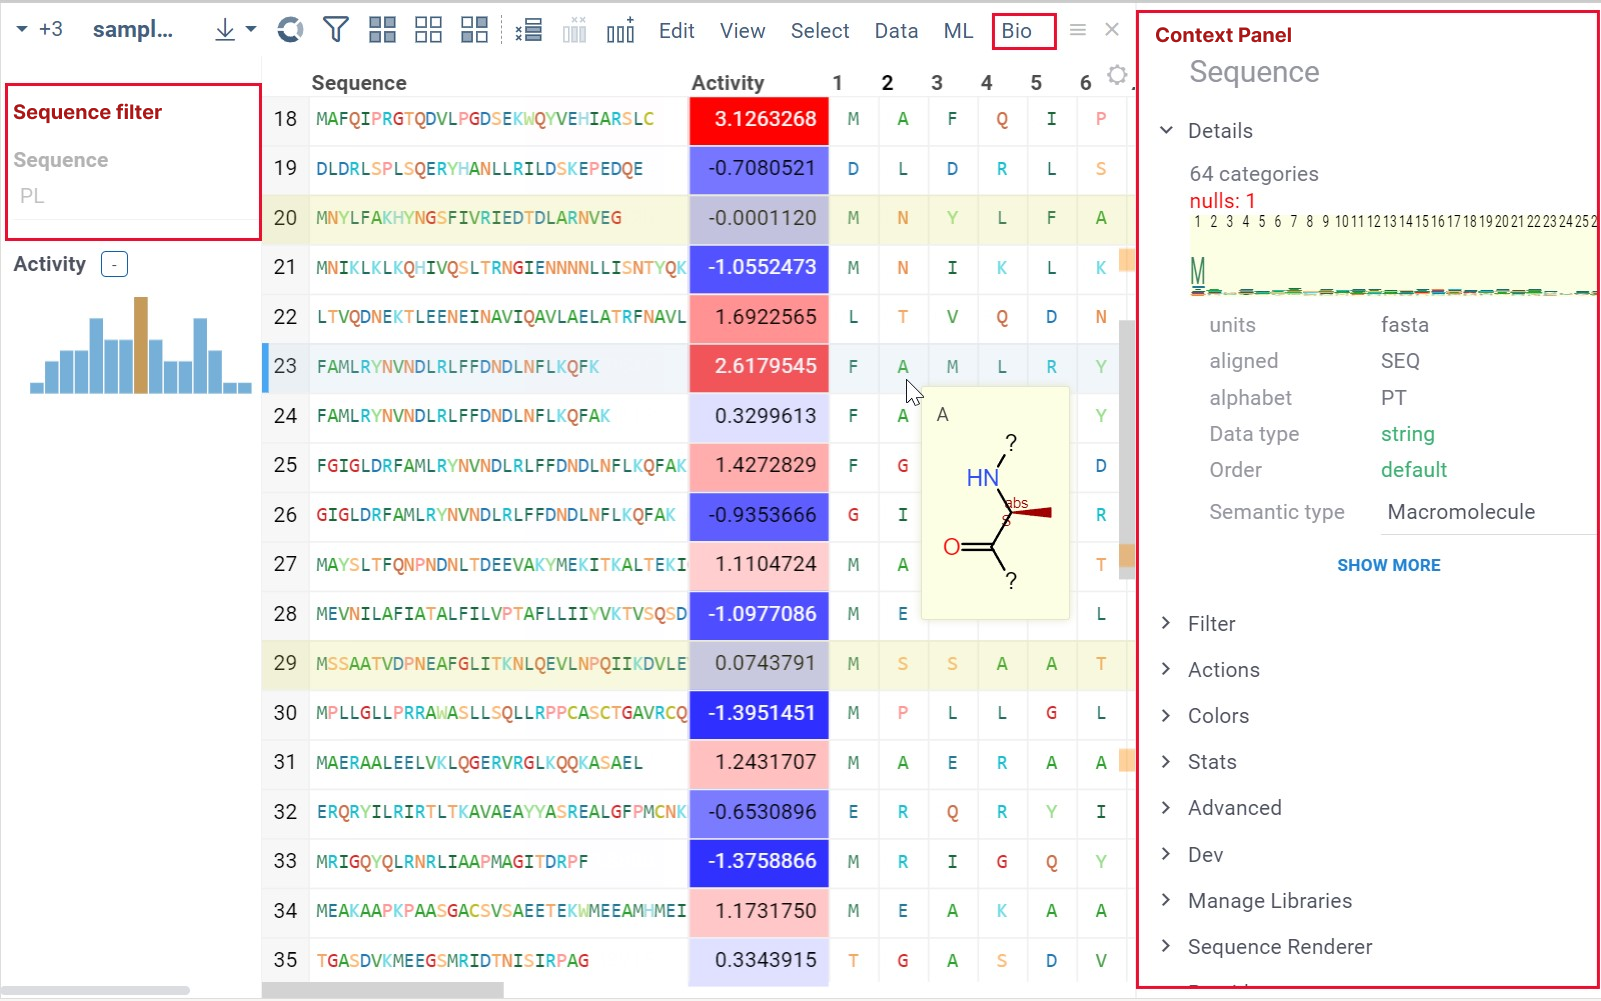 +3 sampl... Edit View Select Data ML Bio
Sequence filter
Sequence
PL
Activity -
Sequence Activity 1 2 3 4 5 6
18 MAFQIPRGTQDVLPGDSEKWQYVEHIARSLC 3.1263268 M A F Q I P
19 DLDRLSPLSQERYHANLLRILDSKEPEDQE -0.7080521 D L D R L S
20 MNYLFAKHYNGSFIVRIEDTDLARNVEG -0.0001120 M N Y L F A
21 MNIKLKLKQHIVQSLTRNGIENNNNLLISNTYQK -1.0552473 M N I K L K
22 LTVQDNEKTLEENEINAVIQAVLAELATRFNAVL 1.6922565 L T V Q D N
23 FAMLRYNVNDLRLFFDNDLNFLKQFK 2.6179545 F A M L R Y
24 FAMLRYNVNDLRLFFDNDLNFLKQFAK 0.3299613 F A Y
25 FGIGLDRFAMLRYNVNDLRLFFDNDLNFLKQFAK 1.4272829 F G D
26 GIGLDRFAMLRYNVNDLRLFFDNDLNFLKQFAK -0.9353666 G I R
27 MAYSLTFQNPNDNLTDEEVAKYMEKITKALTEKI 1.1104724 M A T
28 MEVNILAFIATALFILVPTAFLLIIYVKTVSQSD -1.0977086 M E L
29 MSSAATVDPNEAFGLITKNLQEVLNPQIIKDVLE 0.0743791 M S S A A T
30 MPLLGLLPRRAWASLLSQLLRPPCASCTGAVRCQ -1.3951451 M P L L G L
31 MAERAALEELVKLQGERVRGLKQQKASAEL 1.2431707 M A E R A A
32 ERQRYILRIRTLTKAVAEAYYASREALGFPMCNK -0.6530896 E R Q R Y I
33 MRIGQYQLRNRLIAAPMAGITDRPF -1.3758866 M R I G Q Y
34 MEAKAAPKPAASGACSVSAEETEKWMEEAMHMEI 1.1731750 M E A K A A
35 TGASDVKMEEGSMRIDTNISIRPAG 0.3343915 T G A S D V
A
?
HN
abs
S
O
?
Context Panel
Sequence
Details
64 categories
nulls: 1
1 2 3 4 5 6 7 8 9 10 11 12 13 14 15 16 17 18 19 20 21 22 23 24 25 2
M
units fasta
aligned SEQ
alphabet PT
Data type string
Order default
Semantic type Macromolecule
SHOW MORE
Filter
Actions
Colors
Stats
Advanced
Dev
Manage Libraries
Sequence Renderer